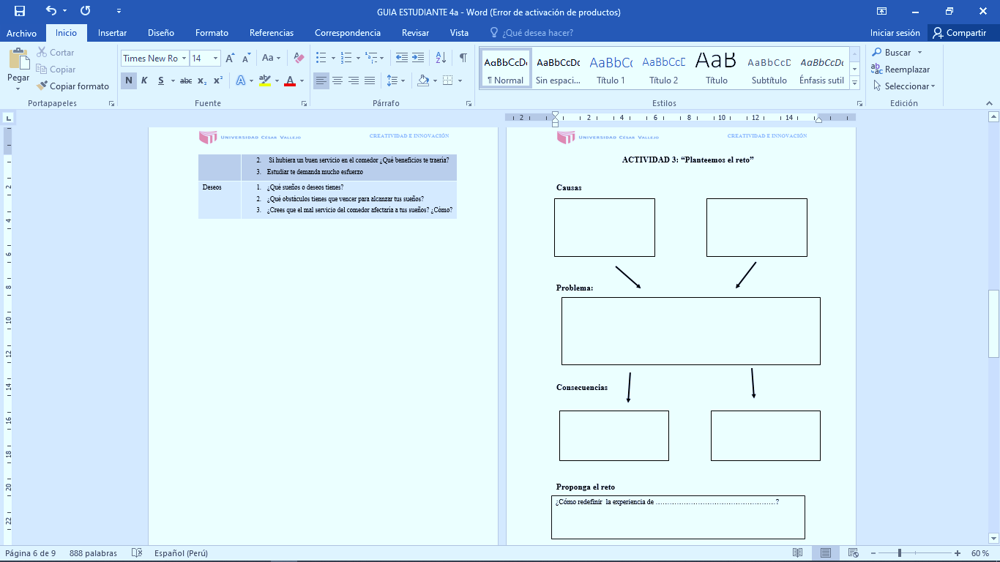 GUIA ESTUDIANTE 4a - Word (Error de activación de productos)
Archivo Inicio Insertar Diseño Formato Referencias Correspondencia Revisar Vista ¿Qué desea hacer? Iniciar sesión Compartir
Pegar
Cortar
Copiar
Copiar formato
Portapapeles
Times New Ro 14
Aa
N K S abc x₂ x²
Fuente
Párrafo
AaBbCcDc AaBbCcDc AaBbCc AaBbCcD AaB AaBbCcD AaBbCcDc
¶ Normal Sin espaci... Título 1 Título 2 Título Subtítulo Énfasis sutil
Estilos
Buscar
Reemplazar
Seleccionar
Edición
2 2 4 6 8 10 12 14
2
4
6
8
10
12
14
16
18
20
22
UNIVERSIDAD CÉSAR VALLEJO CREATIVIDAD E INNOVACIÓN
2. Si hubiera un buen servicio en el comedor ¿Qué beneficios te traería?
3. Estudiar te demanda mucho esfuerzo
Deseos 1. ¿Qué sueños o deseos tienes?
2. ¿Qué obstáculos tienes que vencer para alcanzar tus sueños?
3. ¿Crees que el mal servicio del comedor afectaría a tus sueños? ¿Cómo?
UNIVERSIDAD CÉSAR VALLEJO CREATIVIDAD E INNOVACIÓN
ACTIVIDAD 3: “Planteemos el reto”
Causas
Problema:
Consecuencias
Proponga el reto
¿Cómo redefinir la experiencia de ……………………………………………?
Página 6 de 9 888 palabras Español (Perú) 60 %